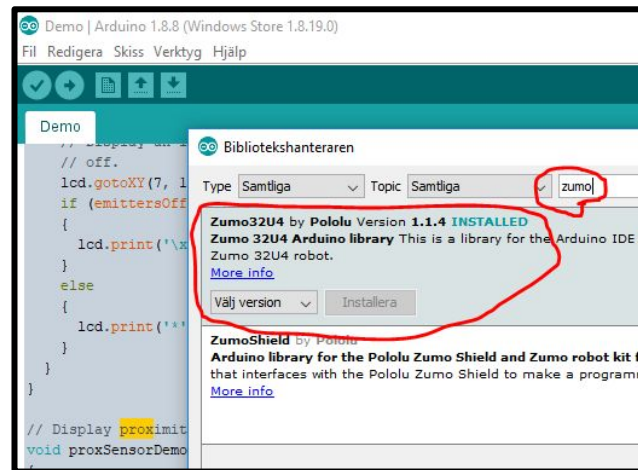 Demo | Arduino 1.8.8 (Windows Store 1.8.19.0)
Fil Redigera Skiss Verktyg Hjälp
Demo
// off.
lcd.gotoXY(7, 1
if (emittersOff
{
lcd.print('\x
}
else
{
lcd.print('*'
}
}
}
// Display proximit
void proxSensorDemo
Bibliotekshanteraren
Type Samtliga Topic Samtliga zumo
Zumo32U4 by Pololu Version 1.1.4 INSTALLED
Zumo 32U4 Arduino library This is a library for the Arduino IDE
Zumo 32U4 robot.
More info
Välj version Installera
ZumoShield by Pololu
Arduino library for the Pololu Zumo Shield and Zumo robot kit f
that interfaces with the Pololu Zumo Shield to make a program
More info